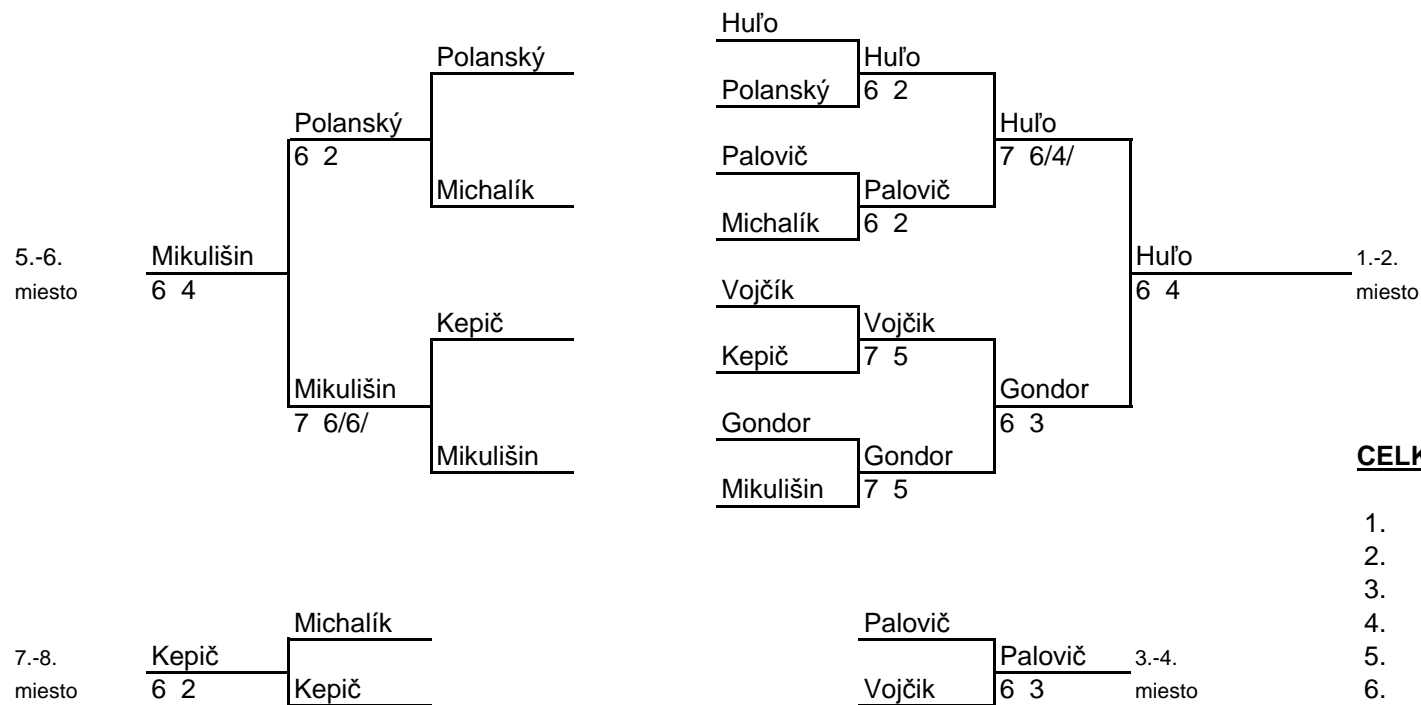 Huľo
Polanský Huľo
Polanský 6 2
Polanský Huľo
6 2 Palovič 7 6/4/
Michalík Palovič
Michalík 6 2
5.-6. Mikulišin Huľo 1.-2.
miesto 6 4 Vojčík 6 4 miesto
Kepič Vojčik
Kepič 7 5
Mikulišin Gondor
7 6/6/ Gondor 6 3
Mikulišin Gondor CELK
Mikulišin 7 5
1.
2.
3.
Michalík Palovič 4.
7.-8. Kepič Palovič 3.-4. 5.
miesto 6 2 Kepič Vojčik 6 3 miesto 6.